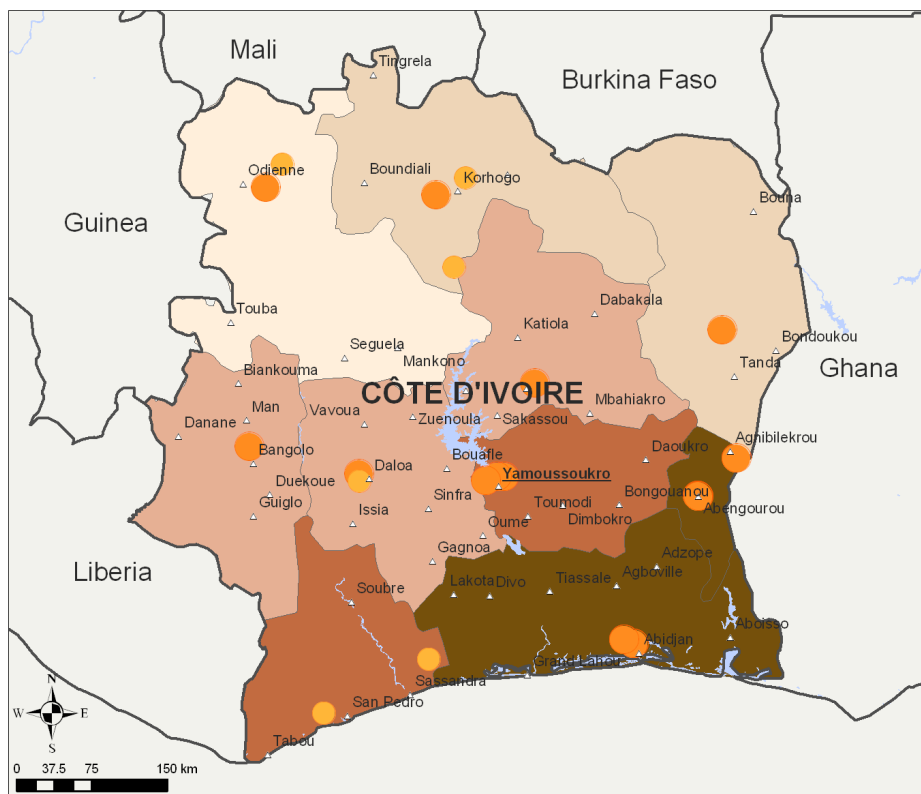 Mali
Tingrela
Burkina Faso
Odienne
Boundiali
Korhogo
Bouna
Guinea
Touba
Dabakala
Katiola
Seguela
Mankono
Bondoukou
Tanda
Ghana
Biankouma
CÔTE D'IVOIRE
Danane
Man
Vavoua
Zuenoula
Sakassou
Mbahiakro
Bangolo
Daloa
Bouafle
Yamoussoukro
Daoukro
Agnibilekrou
Duekoue
Guiglo
Issia
Sinfra
Oume
Toumodi
Dimbokro
Bongouanou
Abengourou
Liberia
Gagnoa
Soubre
Lakota
Divo
Tiassale
Agboville
Adzope
Abidjan
Aboisso
Grand Lahou
Sassandra
San Pedro
Tabou
N
W
E
S
0 37.5 75 150 km